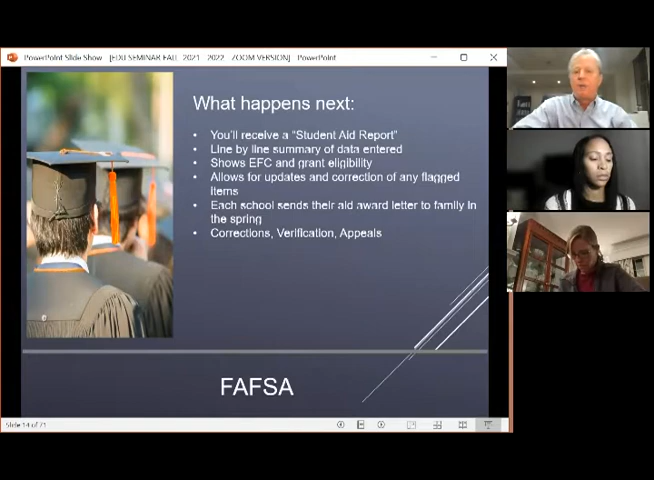 PowerPoint Slide Show - [EDU SEMINAR FALL 2021 - 2022 ZOOM VERSION] - PowerPoint
What happens next:
• You'll receive a "Student Aid Report"
• Line by line summary of data entered
• Shows EFC and grant eligibility
• Allows for updates and correction of any flagged
items
• Each school sends their aid award letter to family in
the spring
• Corrections, Verification, Appeals
FAFSA
Slide 14 of 71